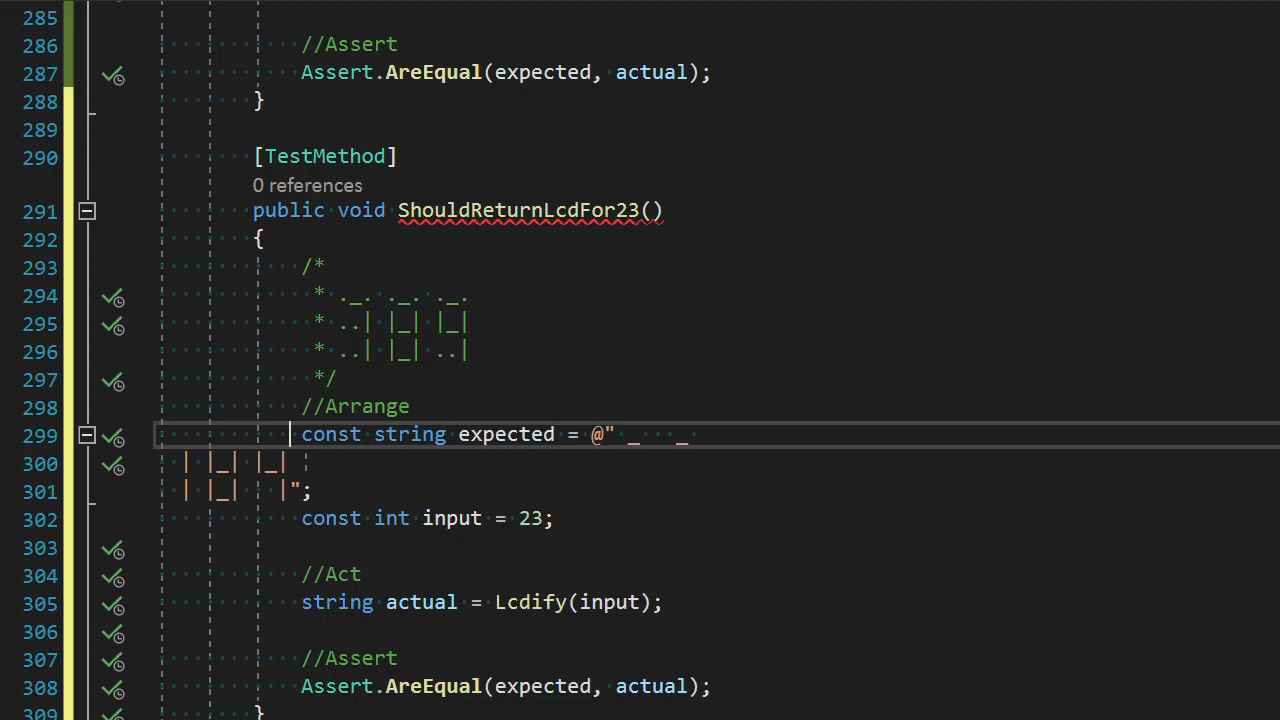 285
286 //Assert
287 Assert.AreEqual(expected, actual);
288 }
289
290 [TestMethod]
0 references
291 public void ShouldReturnLcdFor23()
292 {
293 /*
294 * ._. ._. ._.
295 * ..| |_| |_|
296 * ..| |_| ..|
297 */
298 //Arrange
299 const string expected = @" _   _ 
300 | |_| |_|
301 | |_|   |";
302 const int input = 23;
303
304 //Act
305 string actual = Lcdify(input);
306
307 //Assert
308 Assert.AreEqual(expected, actual);
309 }